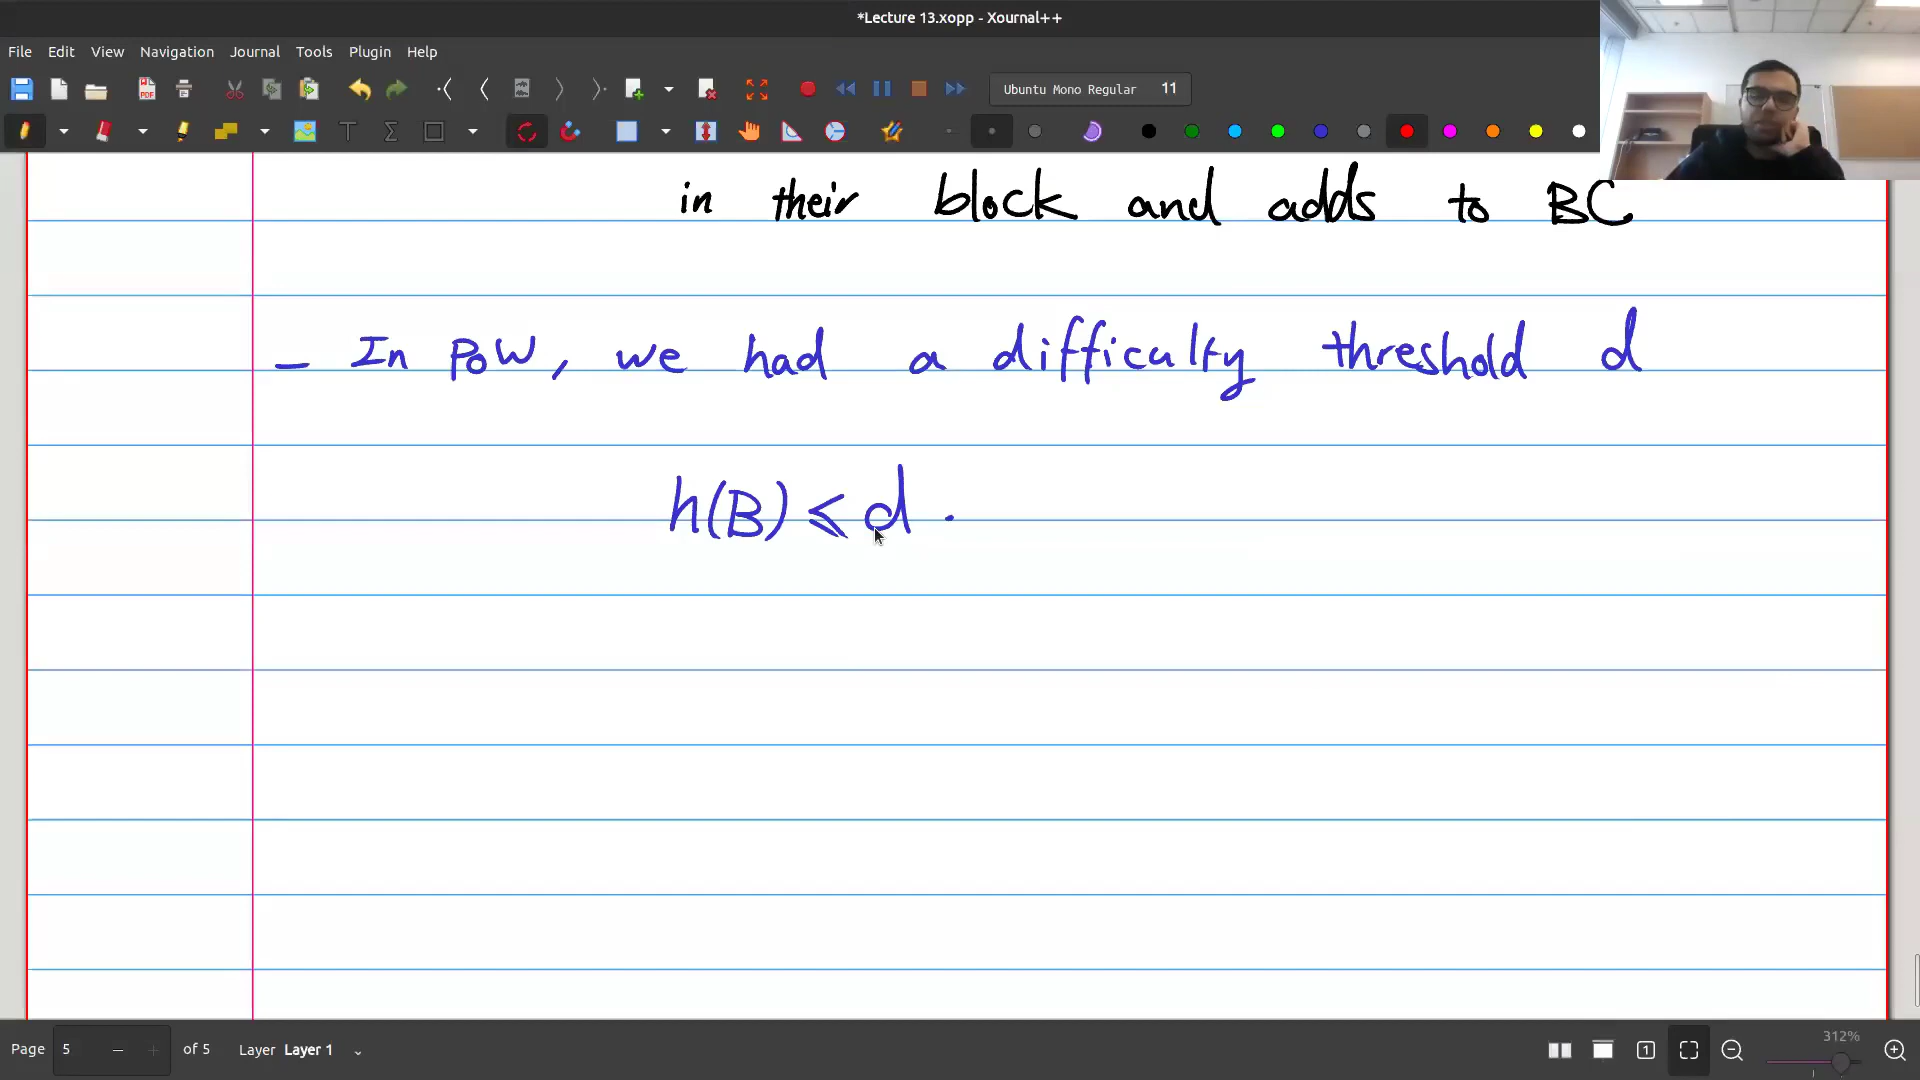 *Lecture 13.xopp - Xournal++
File Edit View Navigation Journal Tools Plugin Help
Ubuntu Mono Regular 11
in their block and adds to BC
- In PoW, we had a difficulty threshold d
h(B) ⩽ d .
Page 5 of 5 Layer Layer 1
312%